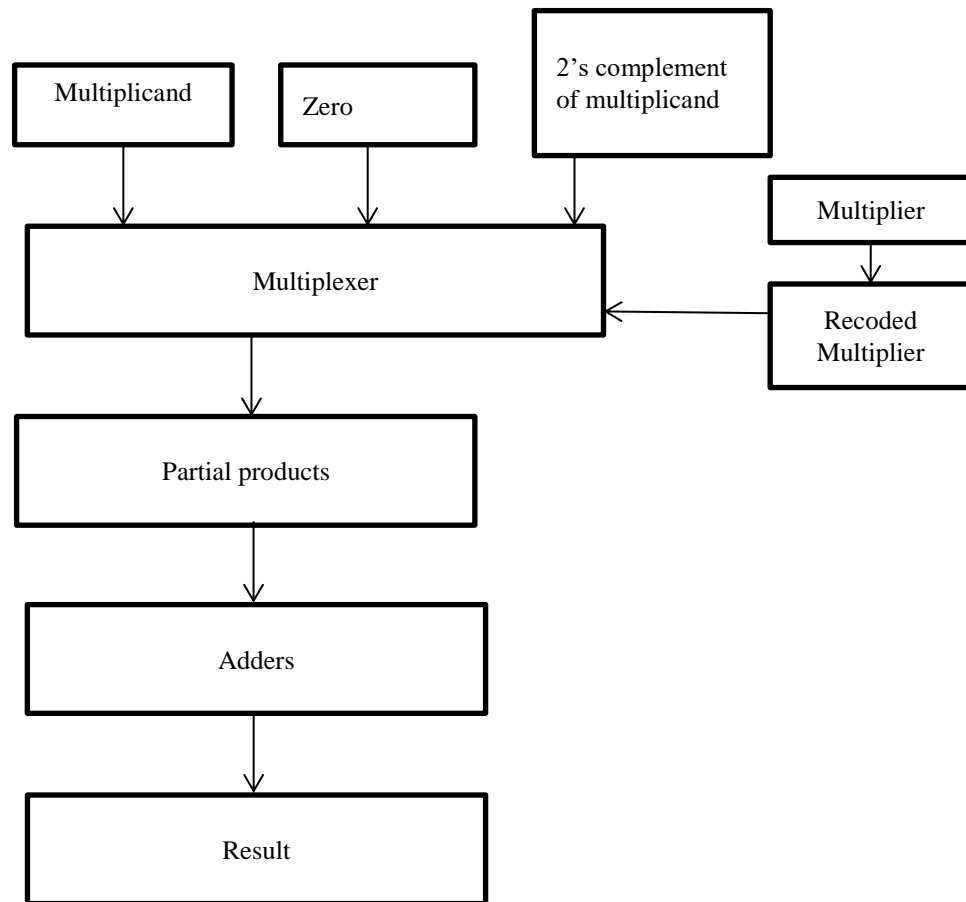 2’s complement
of multiplicand
Multiplicand
Zero
Multiplier
Multiplexer
Recoded
Multiplier
Partial products
Adders
Result